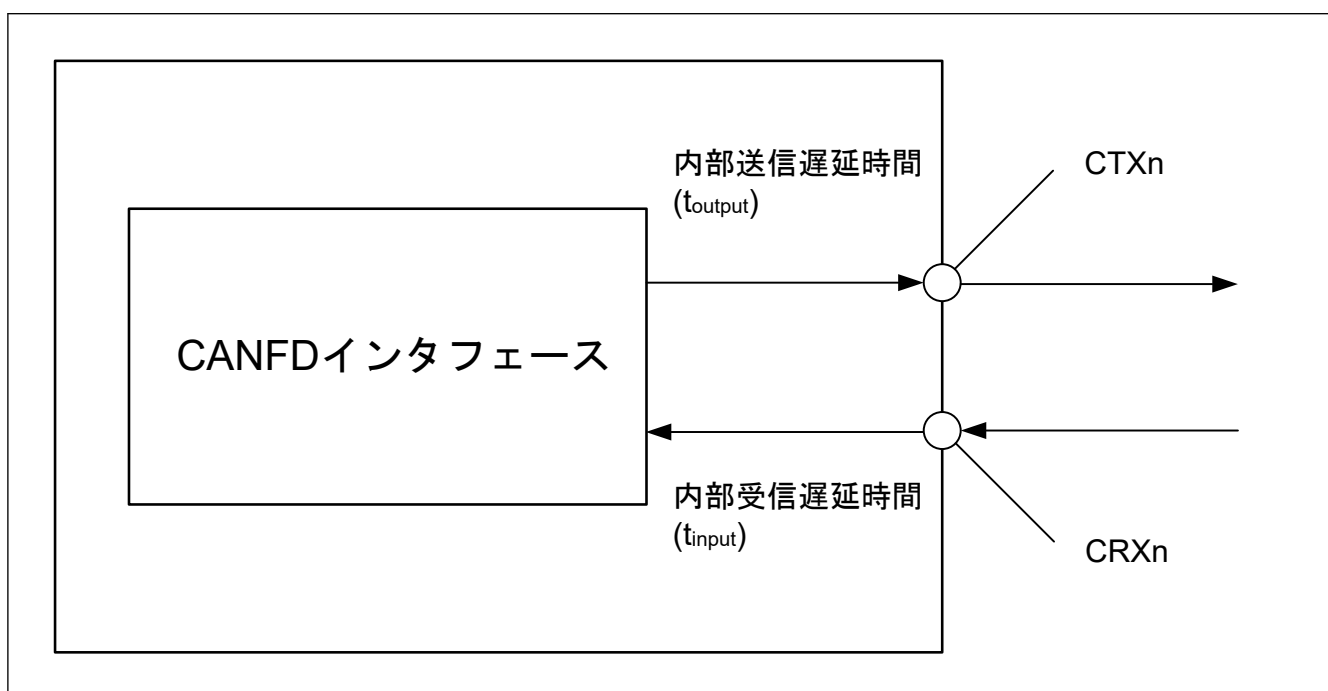 内部送信遅延時間
(toutput)
CTXn
CANFDインタフェース
内部受信遅延時間
(tinput)
CRXn